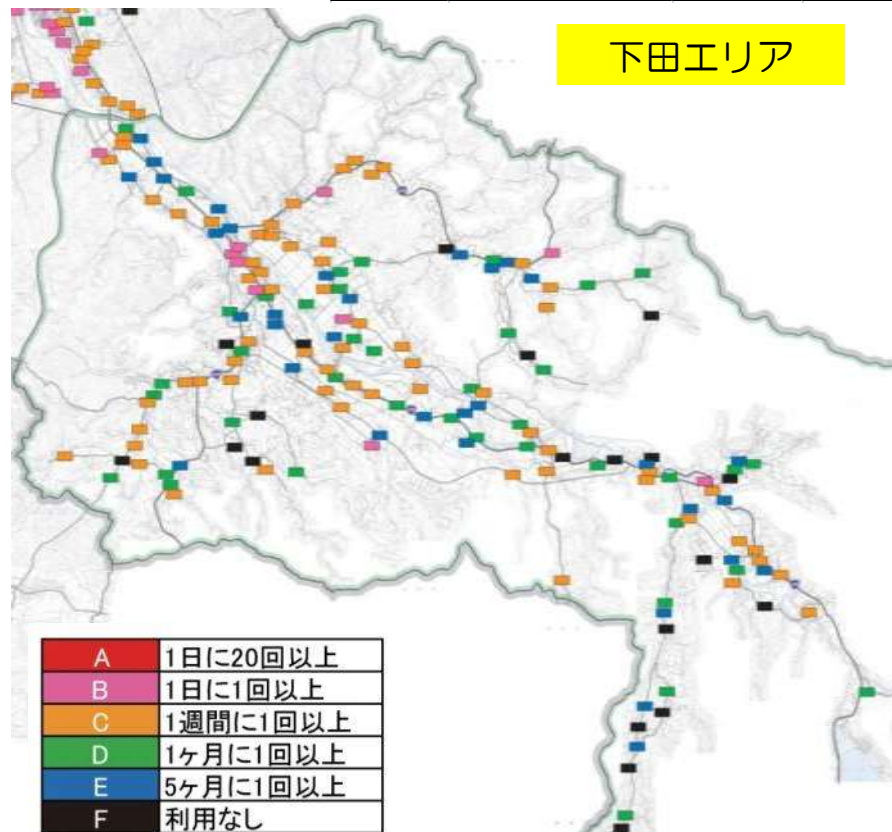 下田エリア
A 1日に20回以上
B 1日に1回以上
C 1週間に1回以上
D 1ヶ月に1回以上
E 5ヶ月に1回以上
F 利用なし